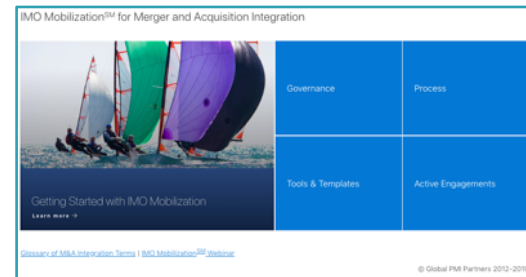 IMO Mobilization℠ for Merger and Acquisition Integration
Governance
Process
Getting Started with IMO Mobilization
Learn more →
Tools & Templates
Active Engagements
Glossary of M&A Integration Terms | IMO Mobilization℠ Webinar
© Global PMI Partners 2012-2019